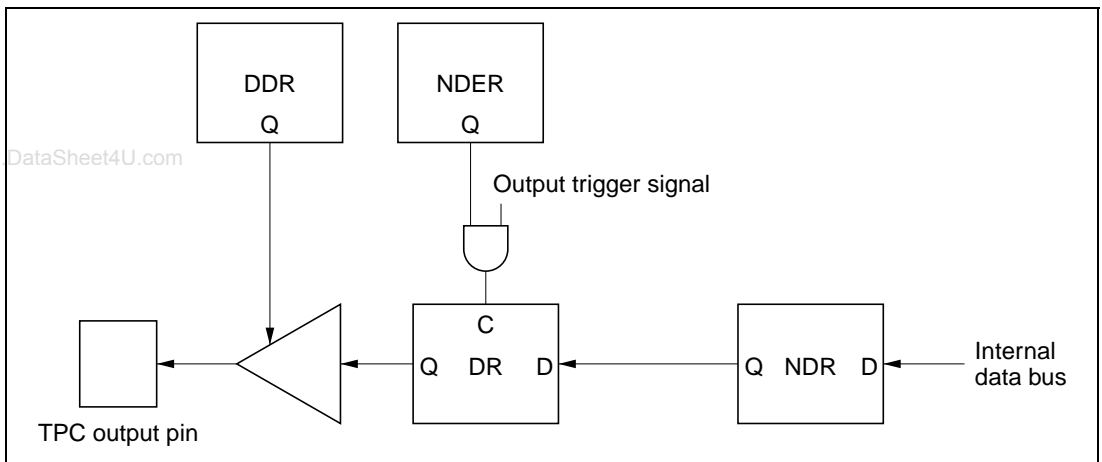 DDR
Q
NDER
Q
.DataSheet4U.com
Output trigger signal
C
Q DR D
Q NDR D
Internal
data bus
TPC output pin